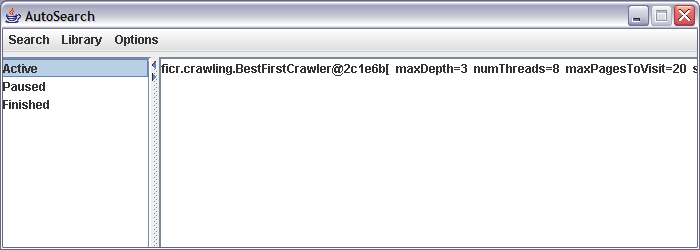 AutoSearch
Search Library Options
Active
Paused
Finished
ficr.crawling.BestFirstCrawler@2c1e6b[ maxDepth=3 numThreads=8 maxPagesToVisit=20 s